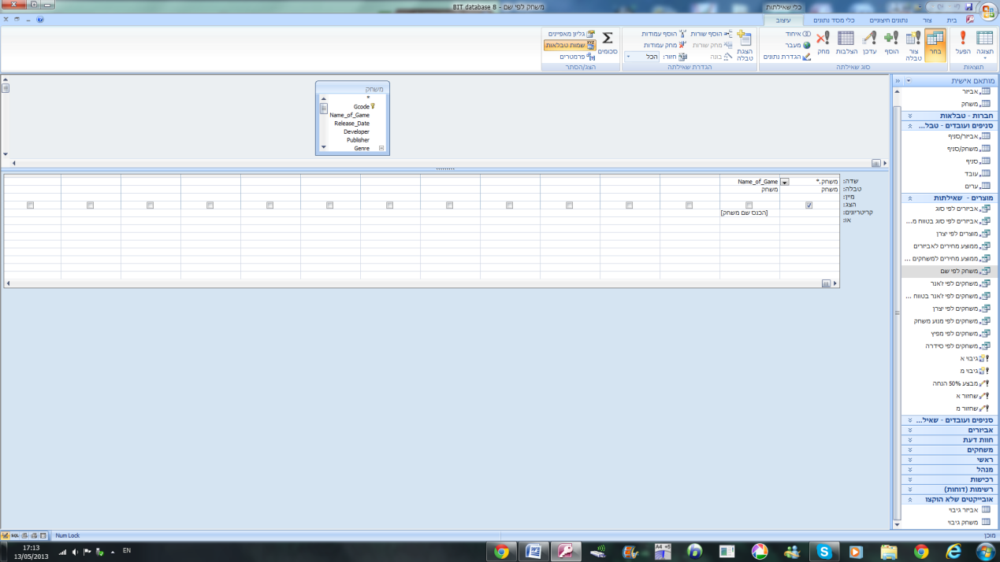 משחק לפי שם - BIT database 8
כלי שאילתות
בית
צור
נתונים חיצוניים
כלי מסד נתונים
עיצוב
תצוגה
הפעל
בחר
צור טבלה
הוסף
עדכן
הצלבות
מחק
איחוד
מעבר
הגדרת נתונים
הצגת טבלה
הוסף שורות
מחק שורות
בונה
הוסף עמודות
מחק עמודות
חזור: הכל
סכומים
גליון מאפיינים
שמות טבלאות
פרמטרים
תוצאות
סוג שאילתה
הגדרת שאילתה
הצג/הסתר
מותאם אישית
אביזר
משחק
חברות - טבלאות
סניפים ועובדים - טבל...
אביזר/סניף
משחק/סניף
סניף
עובד
ערים
מוצרים - שאילתות
אביזרים לפי סוג
אביזרים לפי סוג בטווח מ...
מוצרים לפי יצרן
ממוצע מחירים לאביזרים
ממוצע מחירים למשחקים ...
משחק לפי שם
משחקים לפי ז'אנר
משחקים לפי ז'אנר בטווח ...
משחקים לפי יצרן
משחקים לפי מנוע משחק
משחקים לפי מפיץ
משחקים לפי סידרה
גיבוי א
גיבוי מ
מבצע 50% הנחה
שחזור א
שחזור מ
סניפים ועובדים - שאיל...
אביזרים
חוות דעת
משחקים
ראשי
מנהל
רכישות
רשימות (דוחות)
אובייקטים שלא הוקצו
אביזר גיבוי
משחק גיבוי
משחק
*
Gcode
Name_of_Game
Release_Date
Developer
Publisher
Genre
שדה: משחק.* Name_of_Game
טבלה: משחק משחק
מיין:
הצג:
קריטריונים: [הכנס שם משחק]
או:
מוכן
Num Lock
SQL
17:13
13/05/2013
EN
A4 +5